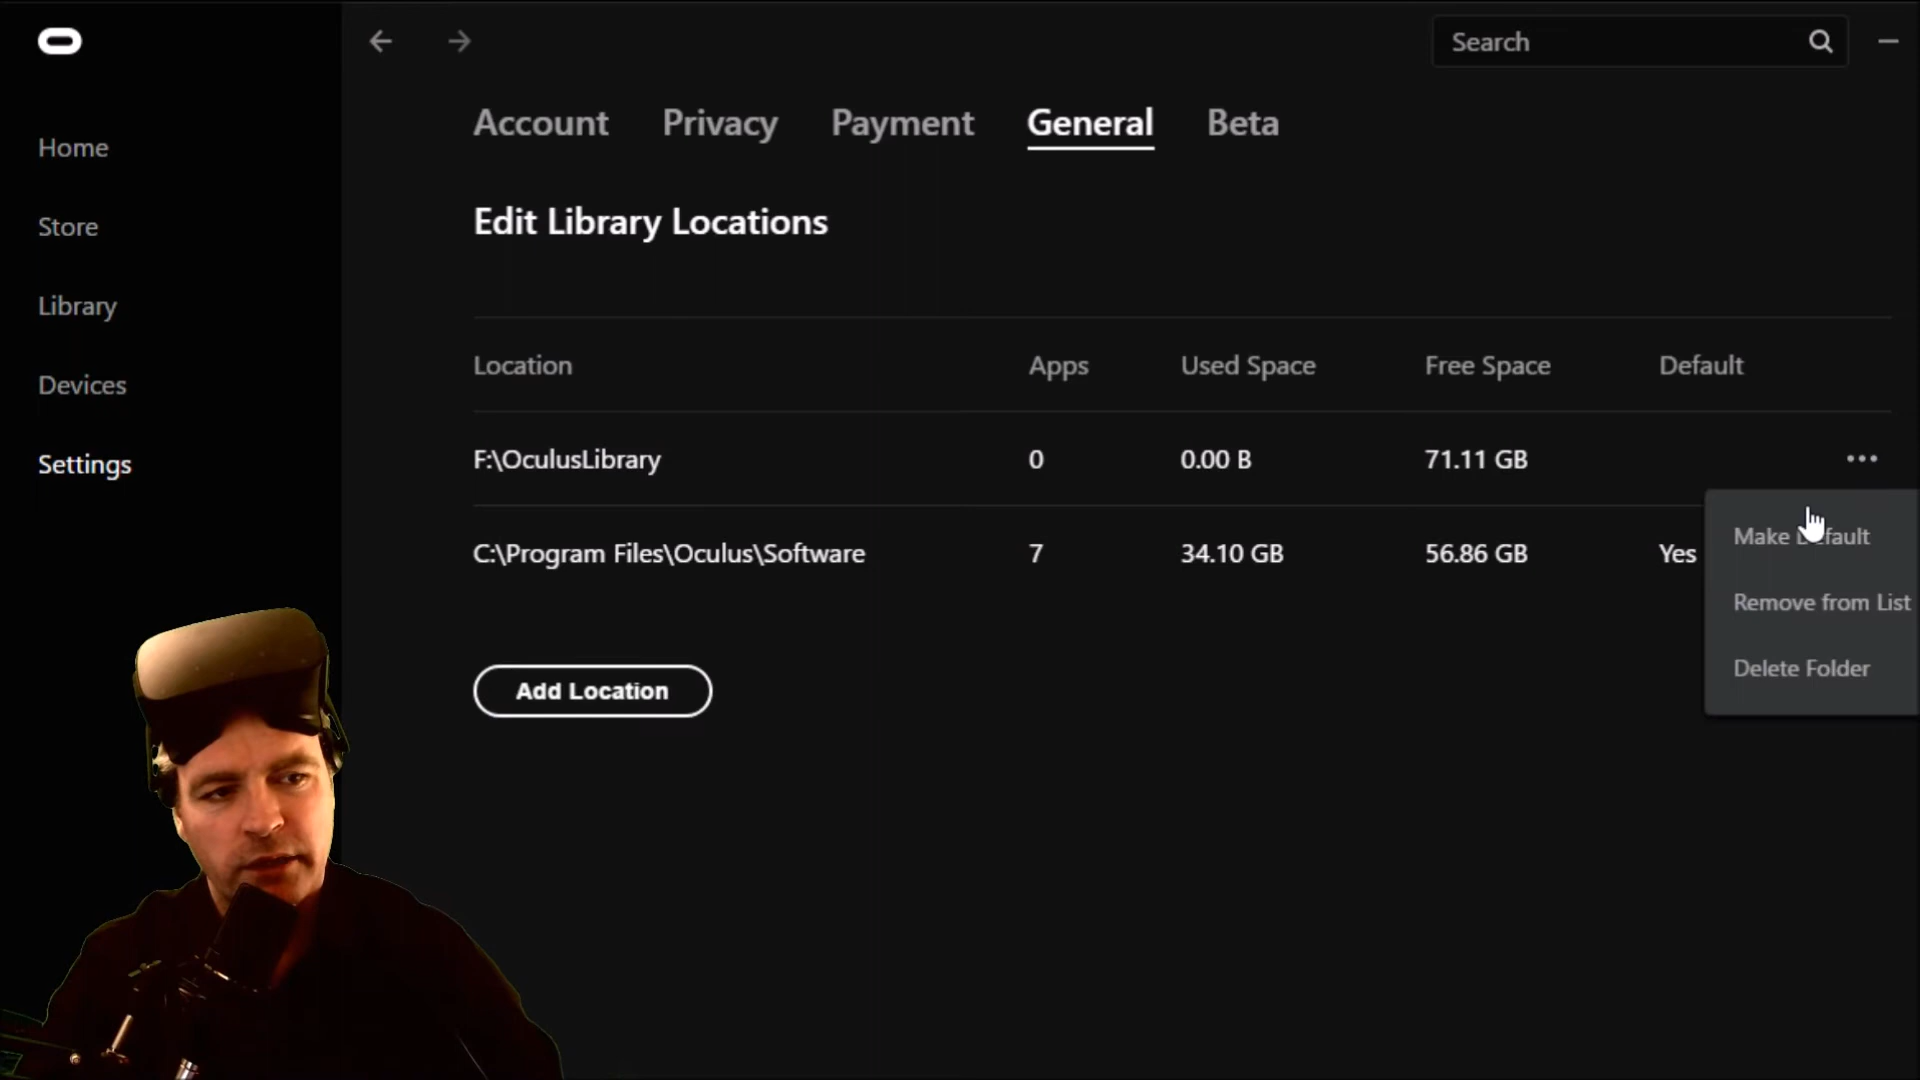 Search
Home
Store
Library
Devices
Settings
Account Privacy Payment General Beta
Edit Library Locations
Location Apps Used Space Free Space Default
F:\OculusLibrary 0 0.00 B 71.11 GB
C:\Program Files\Oculus\Software 7 34.10 GB 56.86 GB Yes
Make Default
Remove from List
Delete Folder
Add Location